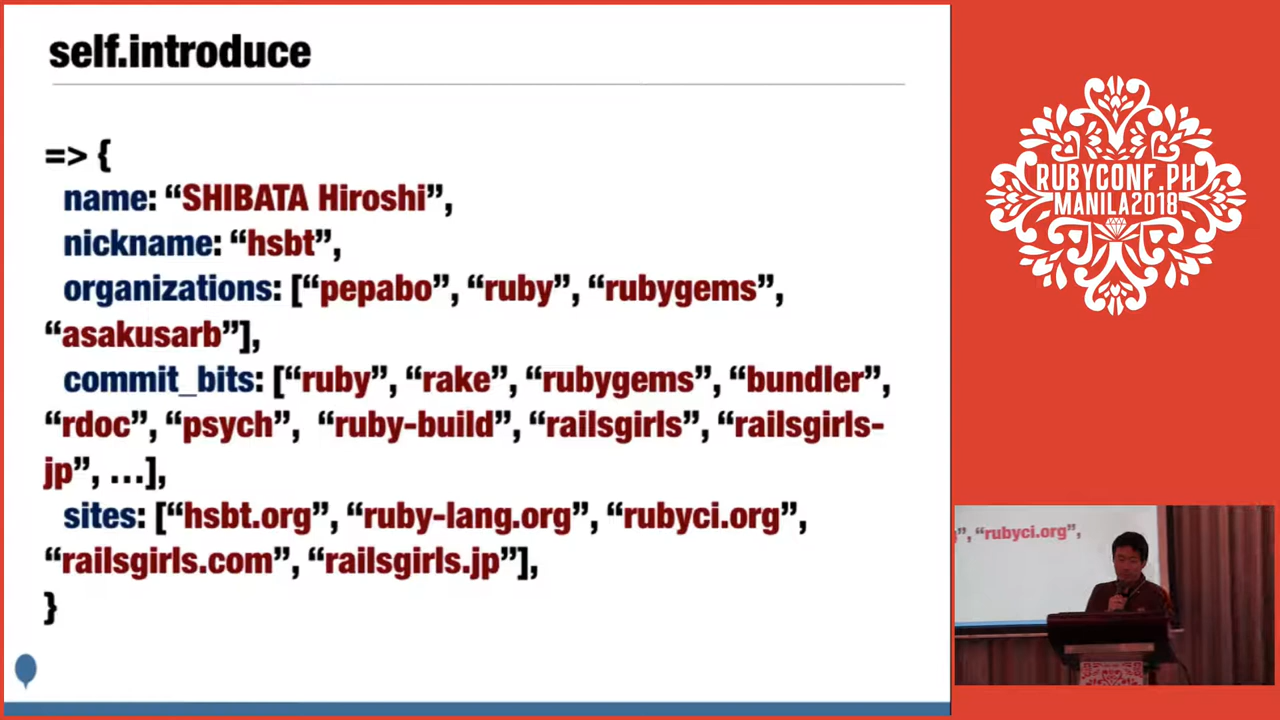 self.introduce
=> {
name: “SHIBATA Hiroshi”,
nickname: “hsbt”,
organizations: [“pepabo”, “ruby”, “rubygems”,
“asakusarb”],
commit_bits: [“ruby”, “rake”, “rubygems”, “bundler”,
“rdoc”, “psych”, “ruby-build”, “railsgirls”, “railsgirls-
jp”, …],
sites: [“hsbt.org”, “ruby-lang.org”, “rubyci.org”,
“railsgirls.com”, “railsgirls.jp”],
}
RUBYCONF.PH
MANILA2018
g”, “rubyci.org”,